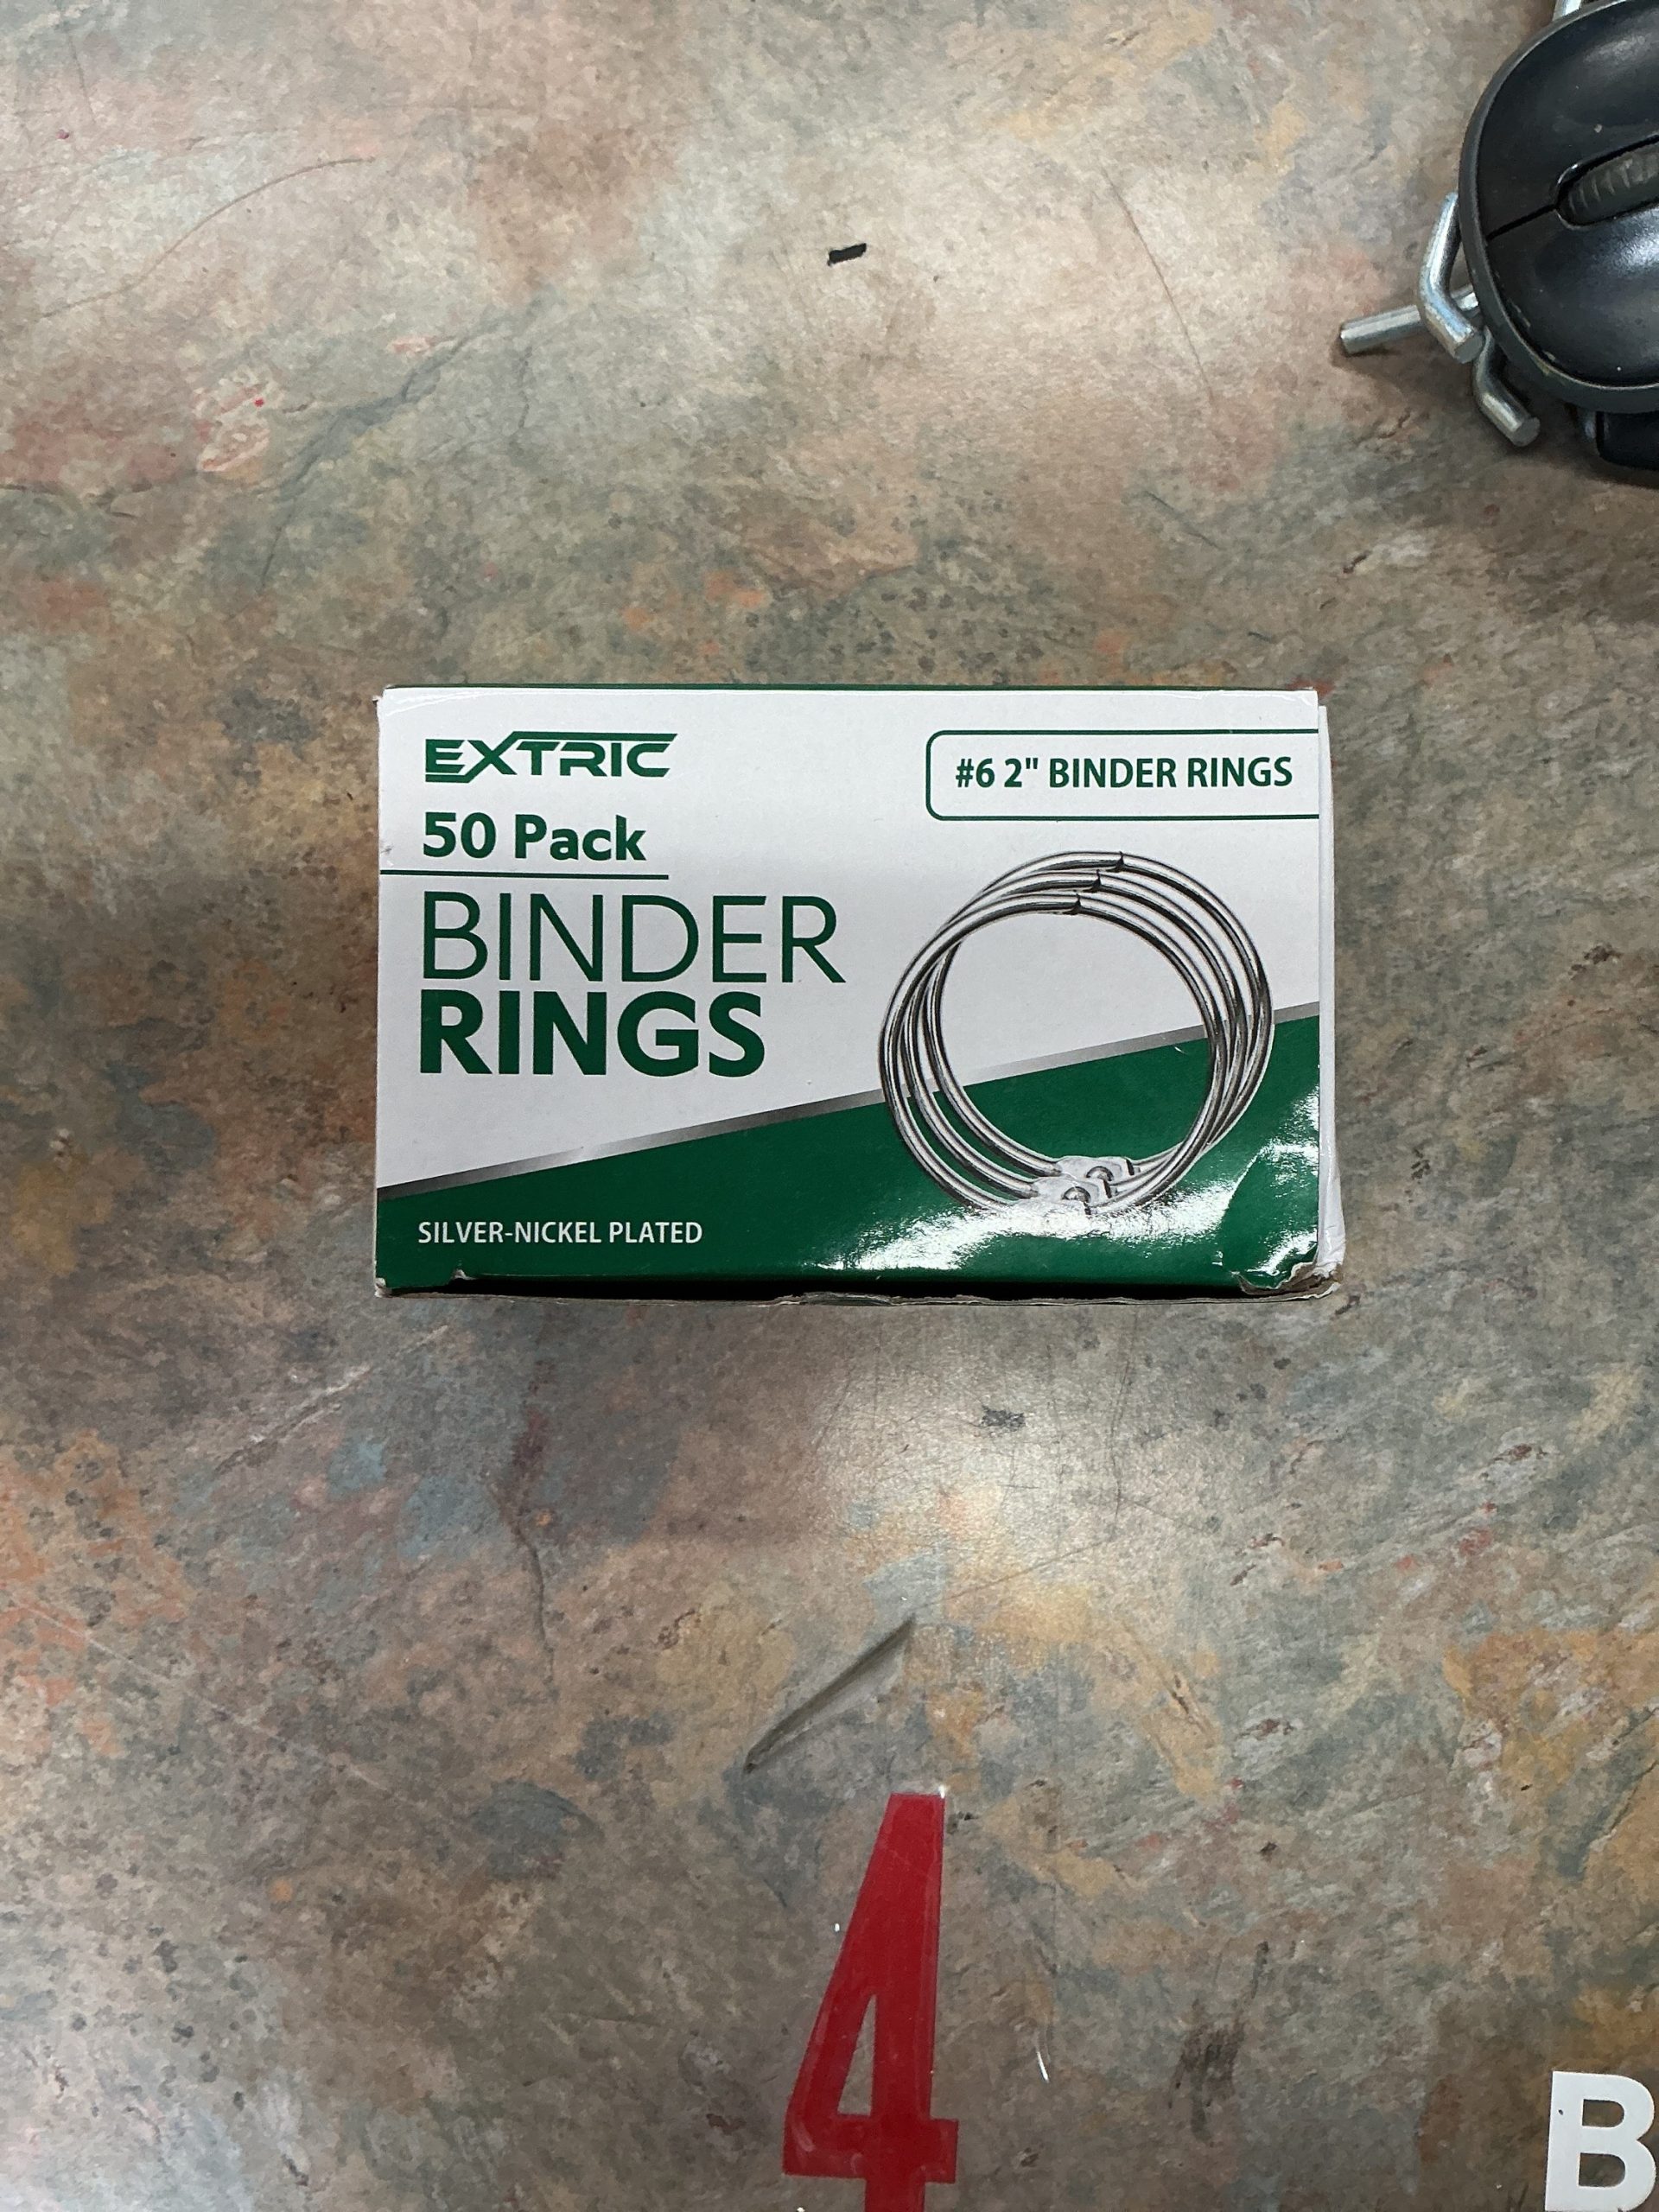 EXTRIC
#6 2" BINDER RINGS
50 Pack
BINDER
RINGS
SILVER-NICKEL PLATED
4
B